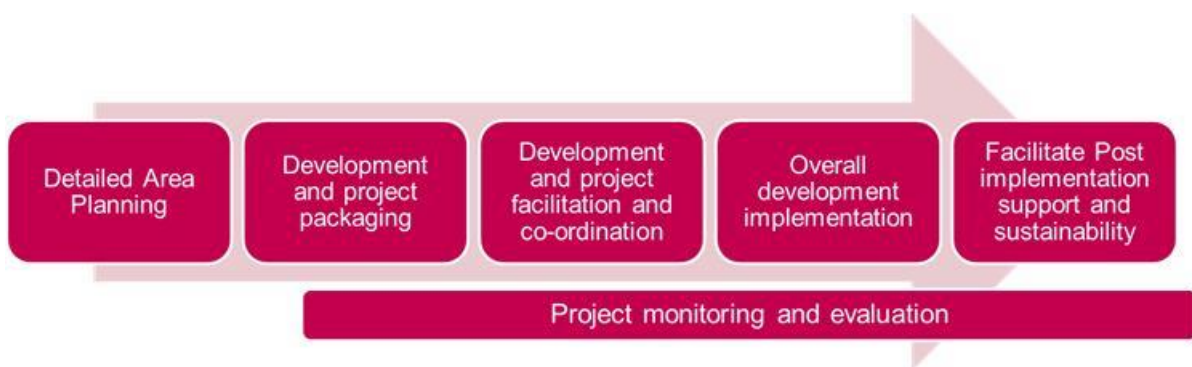 Detailed Area
Planning
Development
and project
packaging
Development
and project
facilitation and
co-ordination
Overall
development
implementation
Facilitate Post
implementation
support and
sustainability
Project monitoring and evaluation